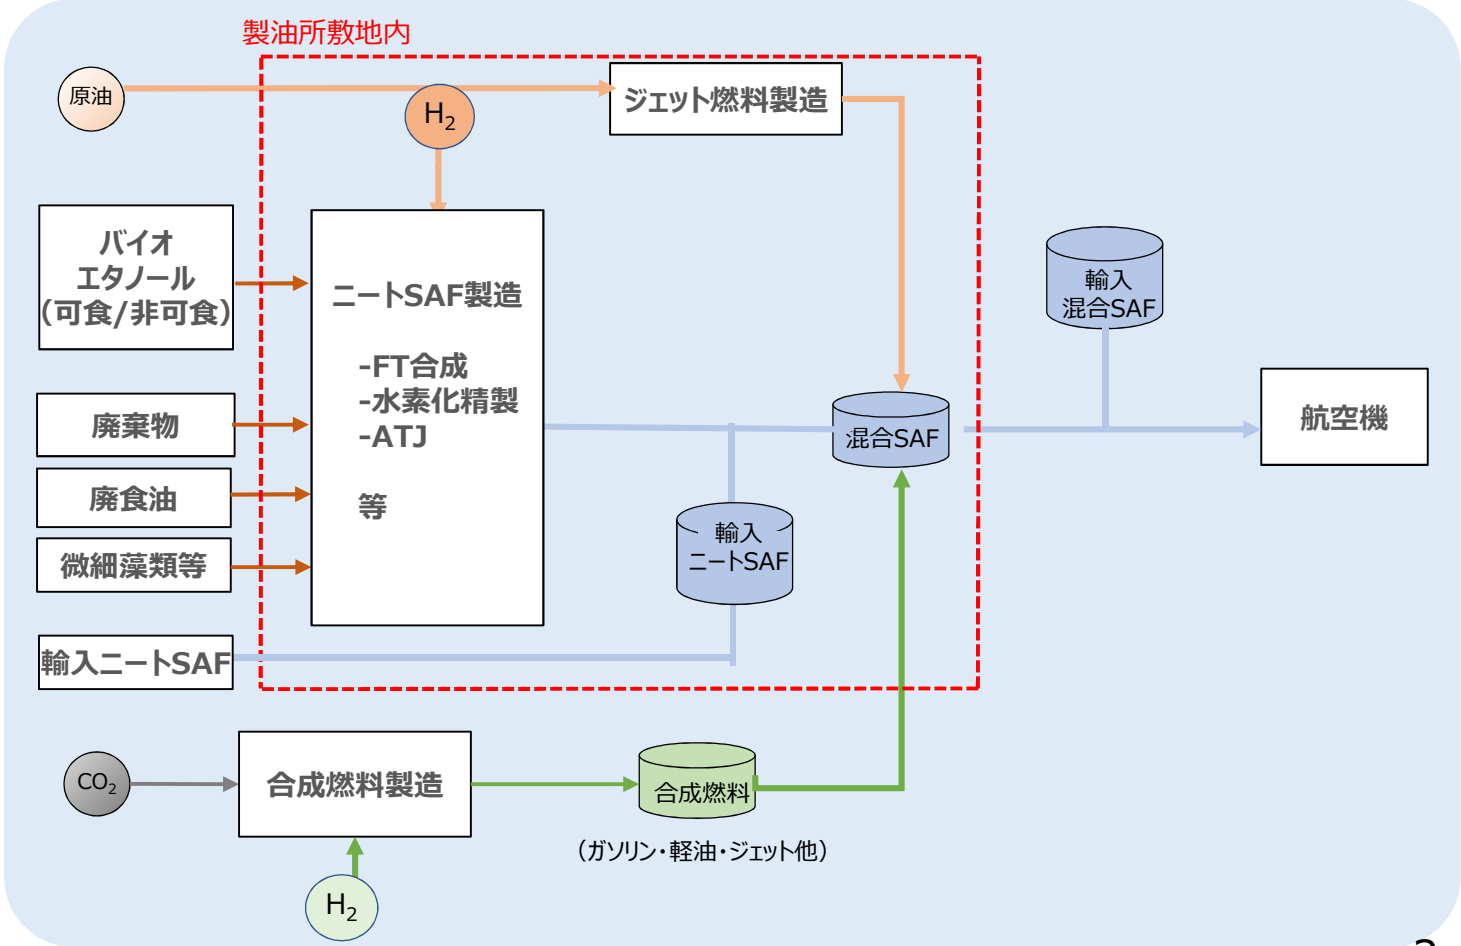 製油所敷地内
原油
H₂
ジェット燃料製造
バイオ
エタノール
（可食/非可食）
ニートSAF製造
-FT合成
-水素化精製
-ATJ
等
輸入
混合SAF
廃棄物
混合SAF
航空機
廃食油
輸入
ニートSAF
微細藻類等
輸入ニートSAF
CO₂
合成燃料製造
合成燃料
（ガソリン・軽油・ジェット他）
H₂